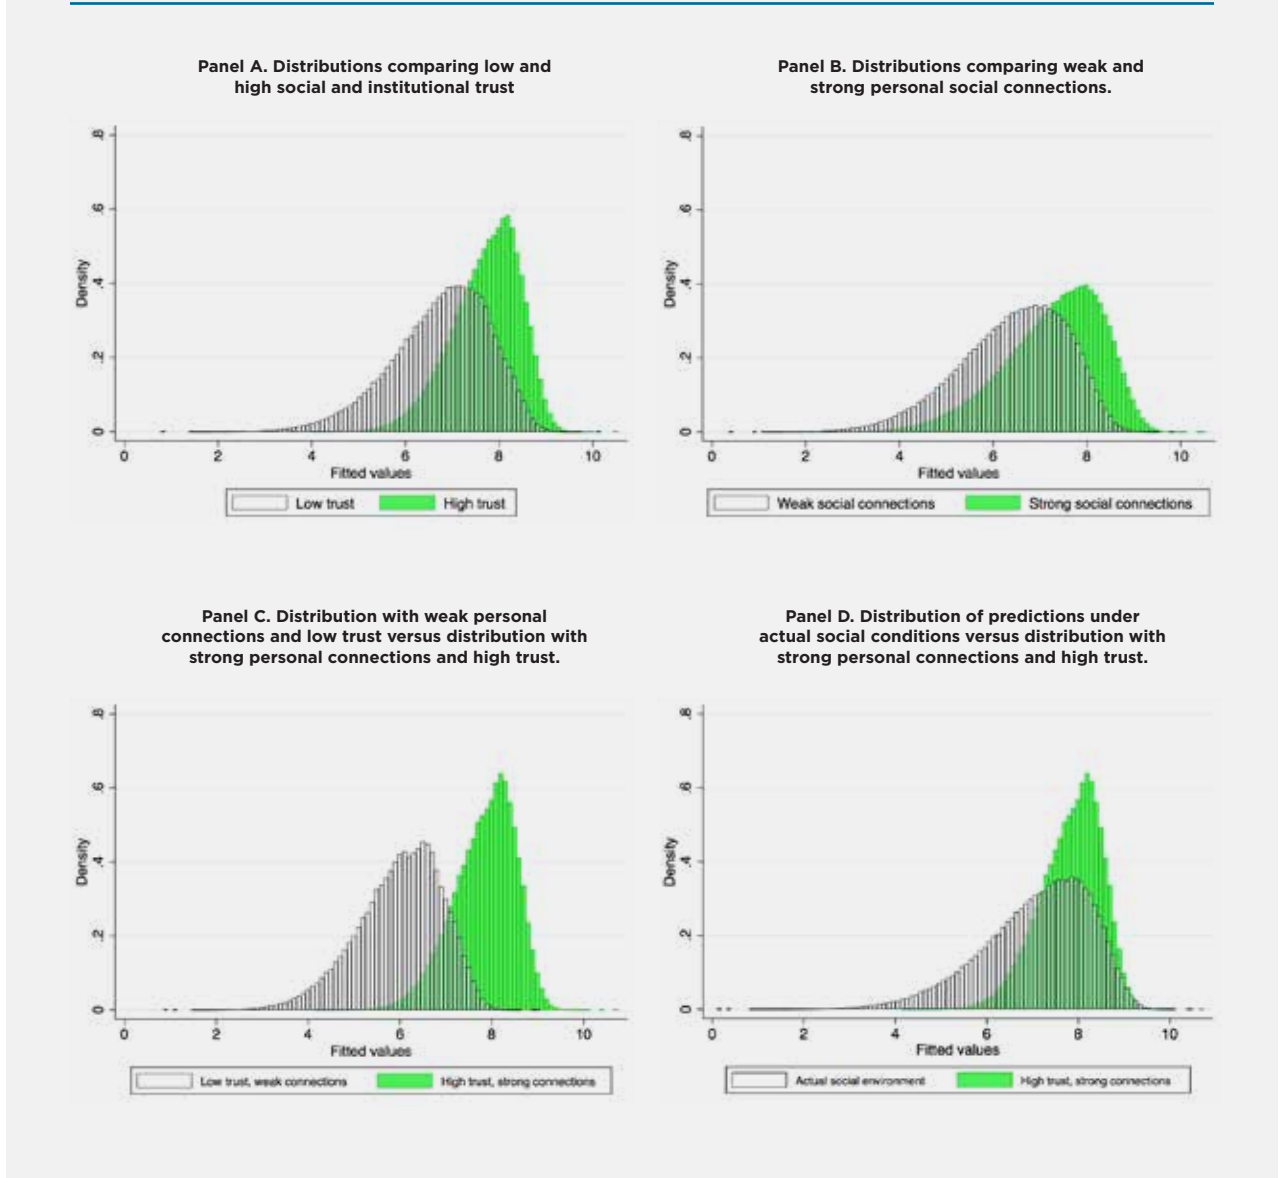 Panel A. Distributions comparing low and
high social and institutional trust
Density
0
.2
.4
.6
.8
0 2 4 6 8 10
Fitted values
Low trust High trust
Panel B. Distributions comparing weak and
strong personal social connections.
Density
0
.2
.4
.6
.8
0 2 4 6 8 10
Fitted values
Weak social connections Strong social connections
Panel C. Distribution with weak personal
connections and low trust versus distribution with
strong personal connections and high trust.
Density
0
.2
.4
.6
.8
0 2 4 6 8 10
Fitted values
Low trust, weak connections High trust, strong connections
Panel D. Distribution of predictions under
actual social conditions versus distribution with
strong personal connections and high trust.
Density
0
.2
.4
.6
.8
0 2 4 6 8 10
Fitted values
Actual social environment High trust, strong connections